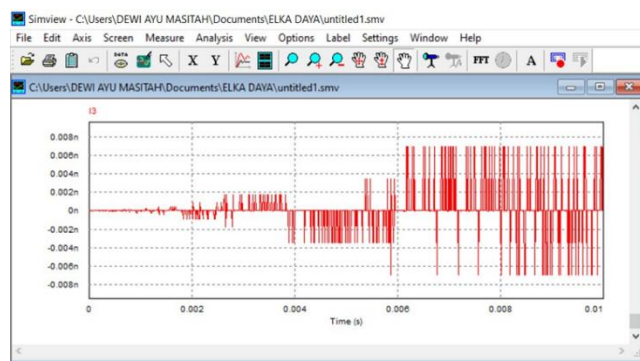 Simview - C:\Users\DEWI AYU MASITAH\Documents\ELKA DAYA\untitled1.smv
File Edit Axis Screen Measure Analysis View Options Label Settings Window Help
DATA X Y FFT A
C:\Users\DEWI AYU MASITAH\Documents\ELKA DAYA\untitled1.smv
I3
0.008n
0.006n
0.004n
0.002n
0n
-0.002n
-0.004n
-0.006n
-0.008n
0 0.002 0.004 0.006 0.008 0.01
Time (s)